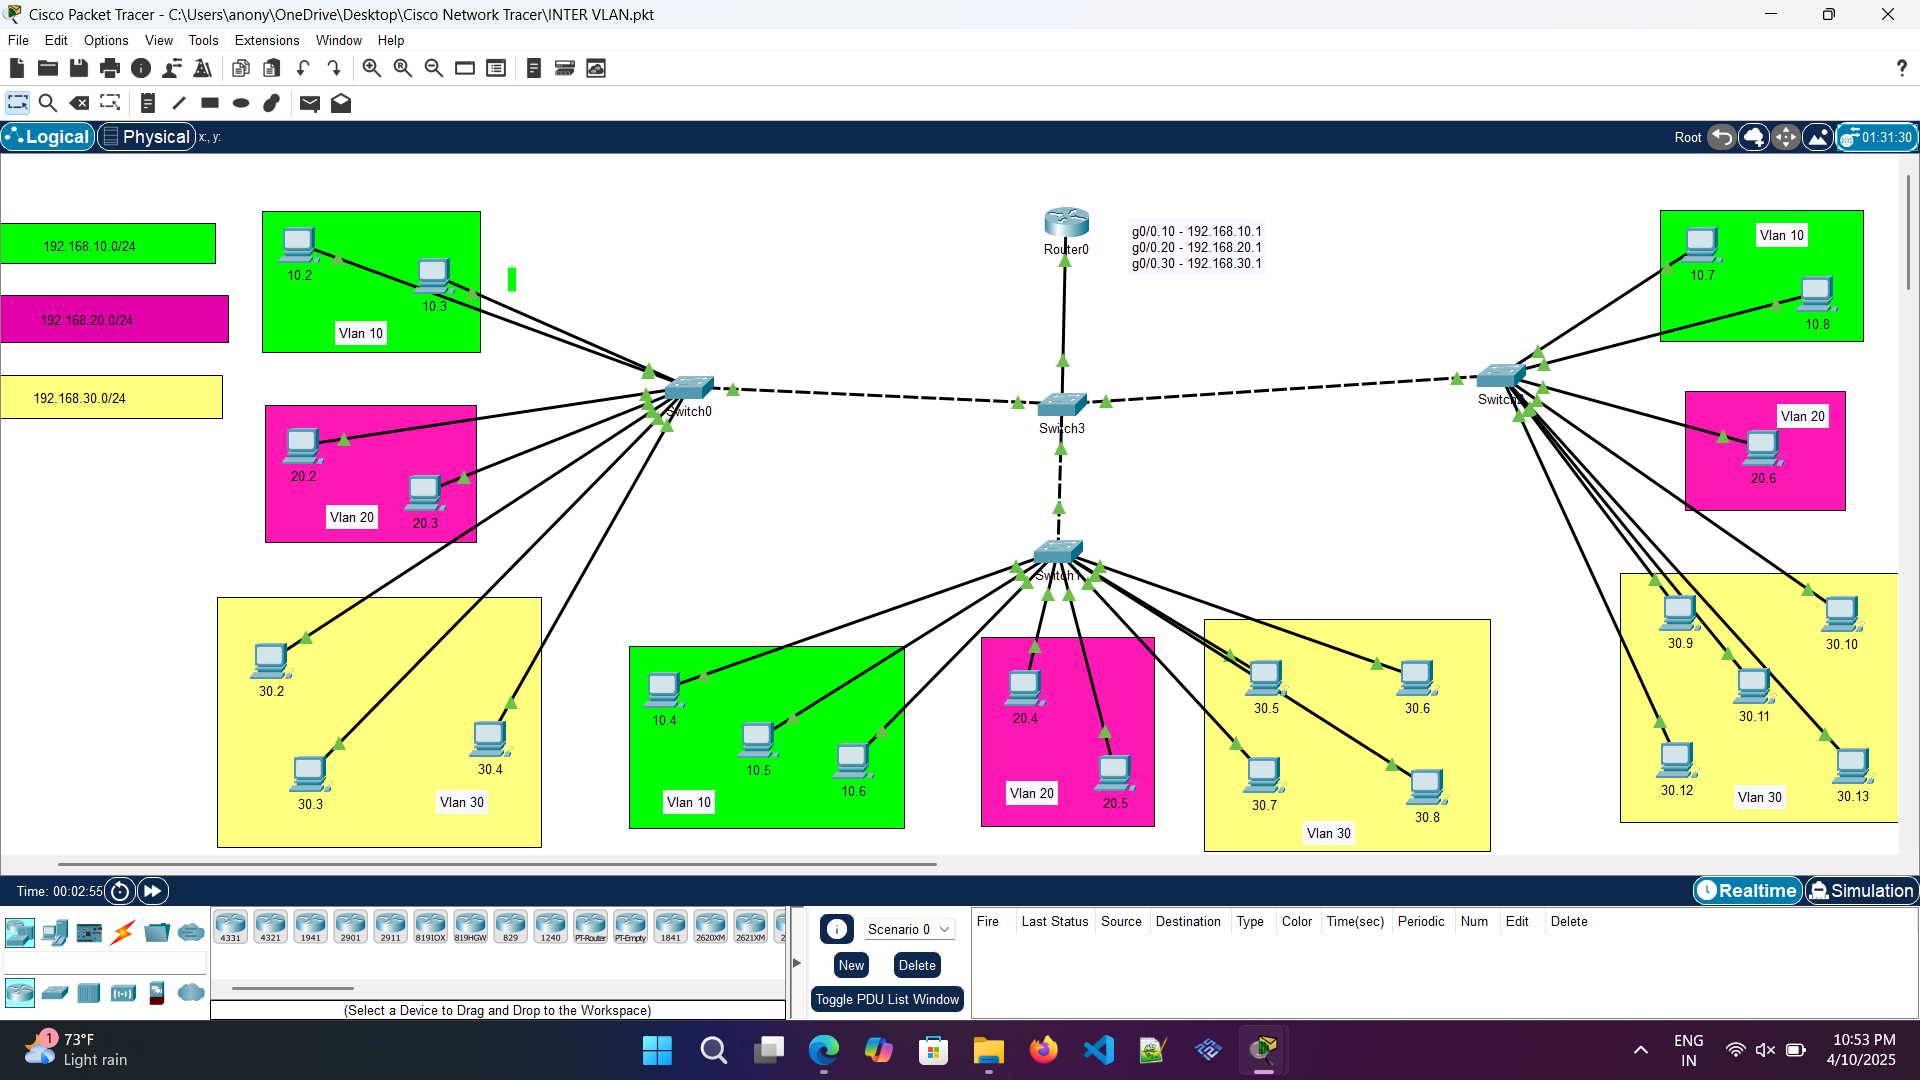 Cisco Packet Tracer - C:\Users\anony\OneDrive\Desktop\Cisco Network Tracer\INTER VLAN.pkt
File Edit Options View Tools Extensions Window Help
?
Logical Physical x:, y:
Root 01:31:30
192.168.10.0/24
192.168.20.0/24
192.168.30.0/24
10.2
10.3
Vlan 10
20.2
20.3
Vlan 20
30.2
30.3
30.4
Vlan 30
Switch0
Router0
g0/0.10 - 192.168.10.1
g0/0.20 - 192.168.20.1
g0/0.30 - 192.168.30.1
Switch3
Switch1
10.4
10.5
10.6
Vlan 10
20.4
20.5
Vlan 20
30.5
30.6
30.7
30.8
Vlan 30
Vlan 10
10.7
10.8
Vlan 20
20.6
30.9
30.10
30.11
30.12
30.13
Vlan 30
Time: 00:02:55
Realtime Simulation
4331 4321 1941 2901 2911 819IOX 819HGW 829 1240 PT-Router PT-Empty 1841 2620XM 2621XM
(Select a Device to Drag and Drop to the Workspace)
Scenario 0
New Delete
Toggle PDU List Window
Fire Last Status Source Destination Type Color Time(sec) Periodic Num Edit Delete
1
73°F
Light rain
ENG
IN
10:53 PM
4/10/2025